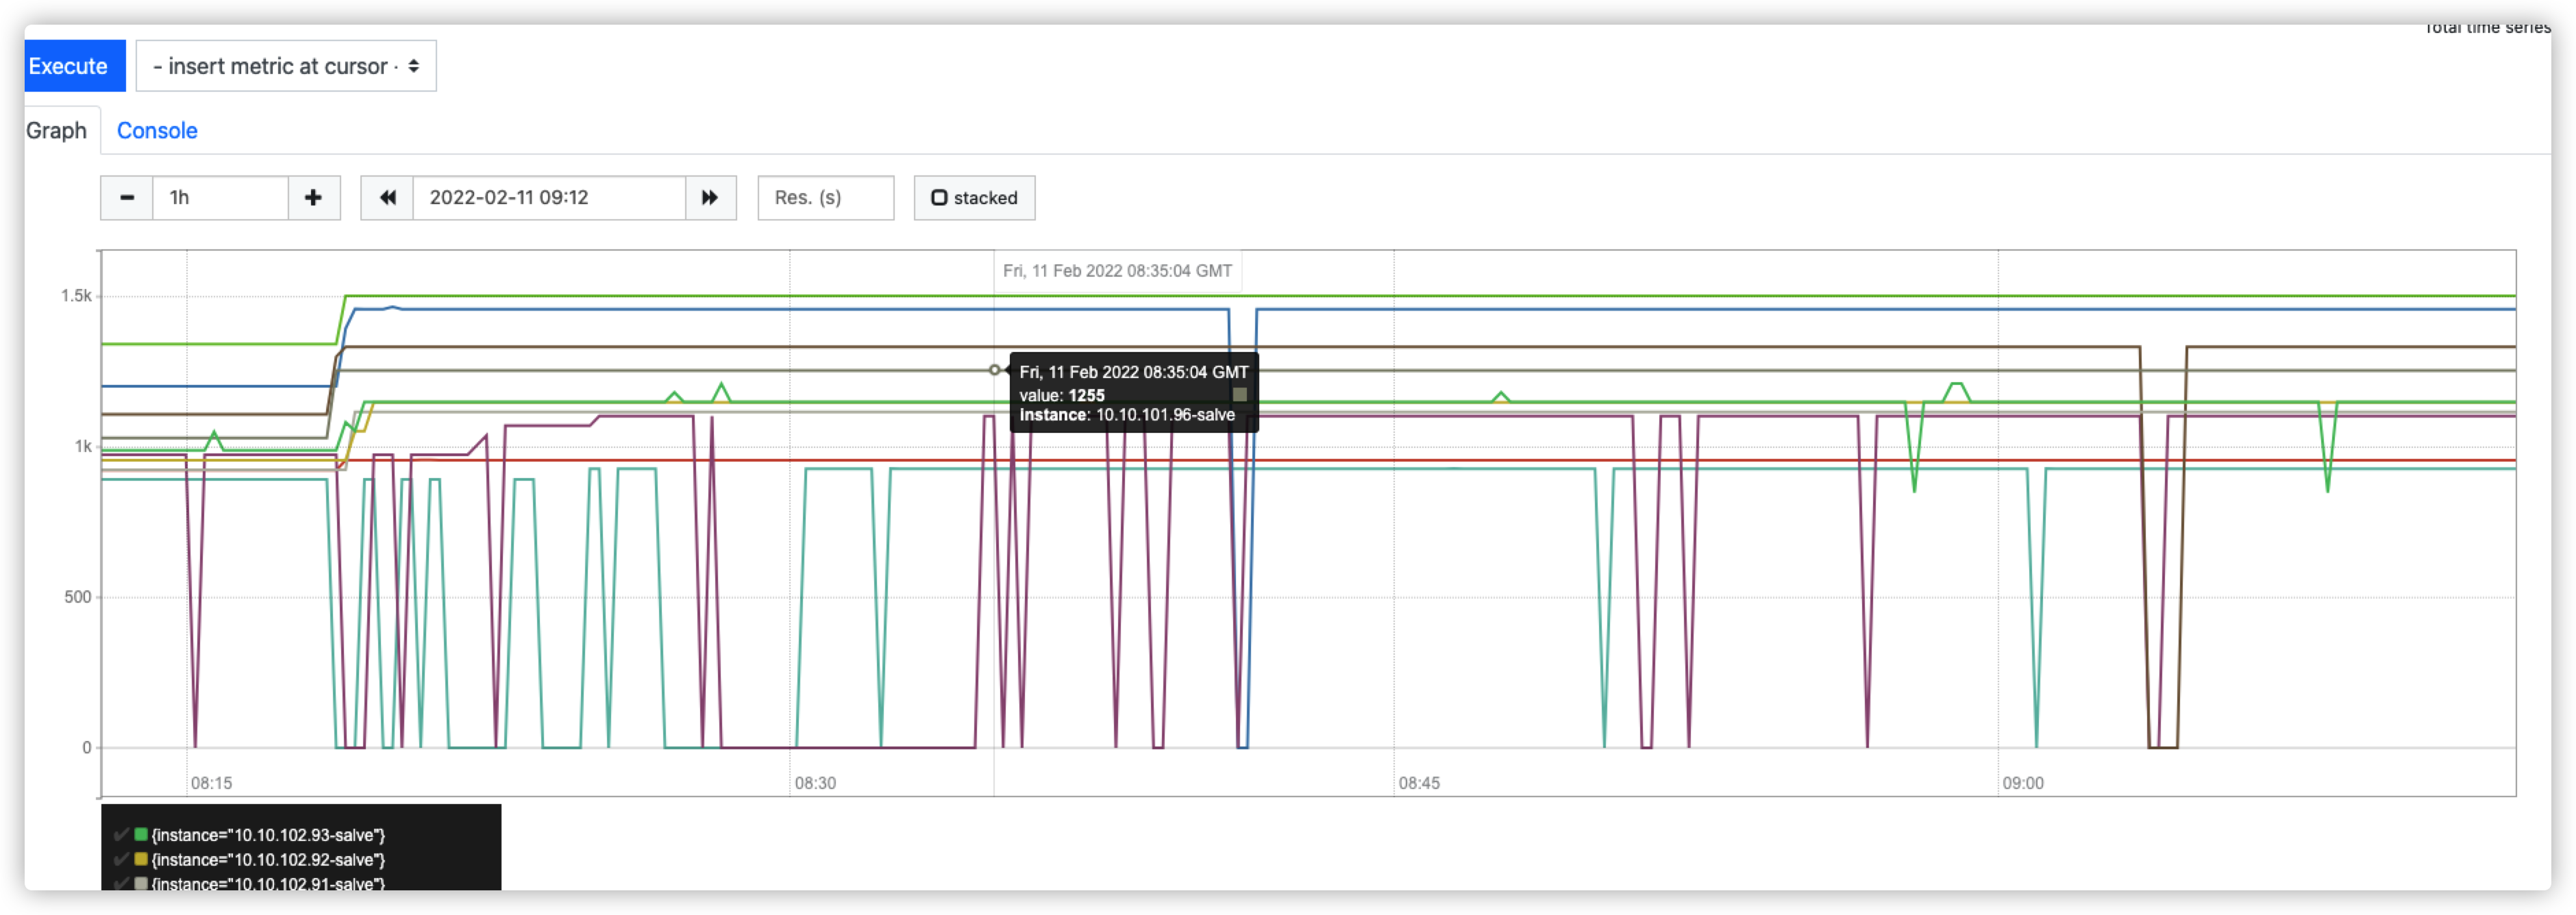 Total time series
Execute
- insert metric at cursor -
Graph
Console
1h
2022-02-11 09:12
Res. (s)
stacked
Fri, 11 Feb 2022 08:35:04 GMT
1.5k
1k
500
0
Fri, 11 Feb 2022 08:35:04 GMT
value: 1255
instance: 10.10.101.96-salve
08:15
08:30
08:45
09:00
{instance="10.10.102.93-salve"}
{instance="10.10.102.92-salve"}
{instance="10.10.102.91-salve"}